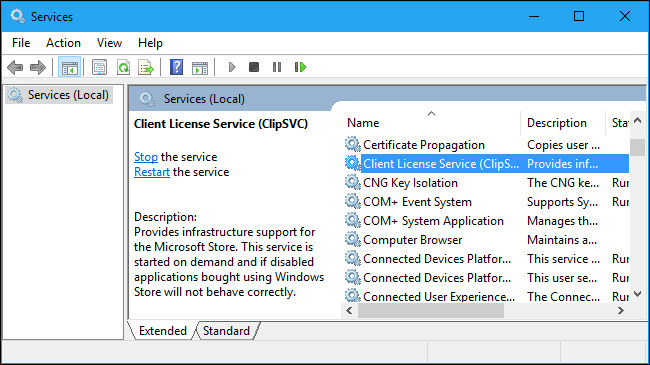 Services
File Action View Help
Services (Local)
Services (Local)
Client License Service (ClipSVC)
Stop the service
Restart the service
Description:
Provides infrastructure support for
the Microsoft Store. This service is
started on demand and if disabled
applications bought using Windows
Store will not behave correctly.
Name Description Sta
Certificate Propagation Copies user ...
Client License Service (ClipS... Provides inf...
CNG Key Isolation The CNG ke... Rur
COM+ Event System Supports Sy... Rur
COM+ System Application Manages th...
Computer Browser Maintains a...
Connected Devices Platfor... This service ... Rur
Connected Devices Platfor... This user se... Rur
Connected User Experience... The Connec... Rur
Extended Standard